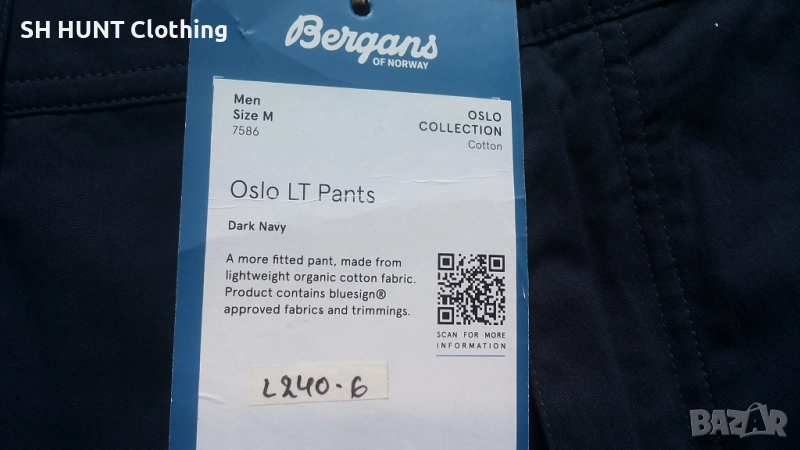 SH HUNT Clothing
Bergans
OF NORWAY
Men
Size M
7586
OSLO
COLLECTION
Cotton
Oslo LT Pants
Dark Navy
A more fitted pant, made from
lightweight organic cotton fabric.
Product contains bluesign®
approved fabrics and trimmings.
SCAN FOR MORE
INFORMATION
L240-6
BAZAR